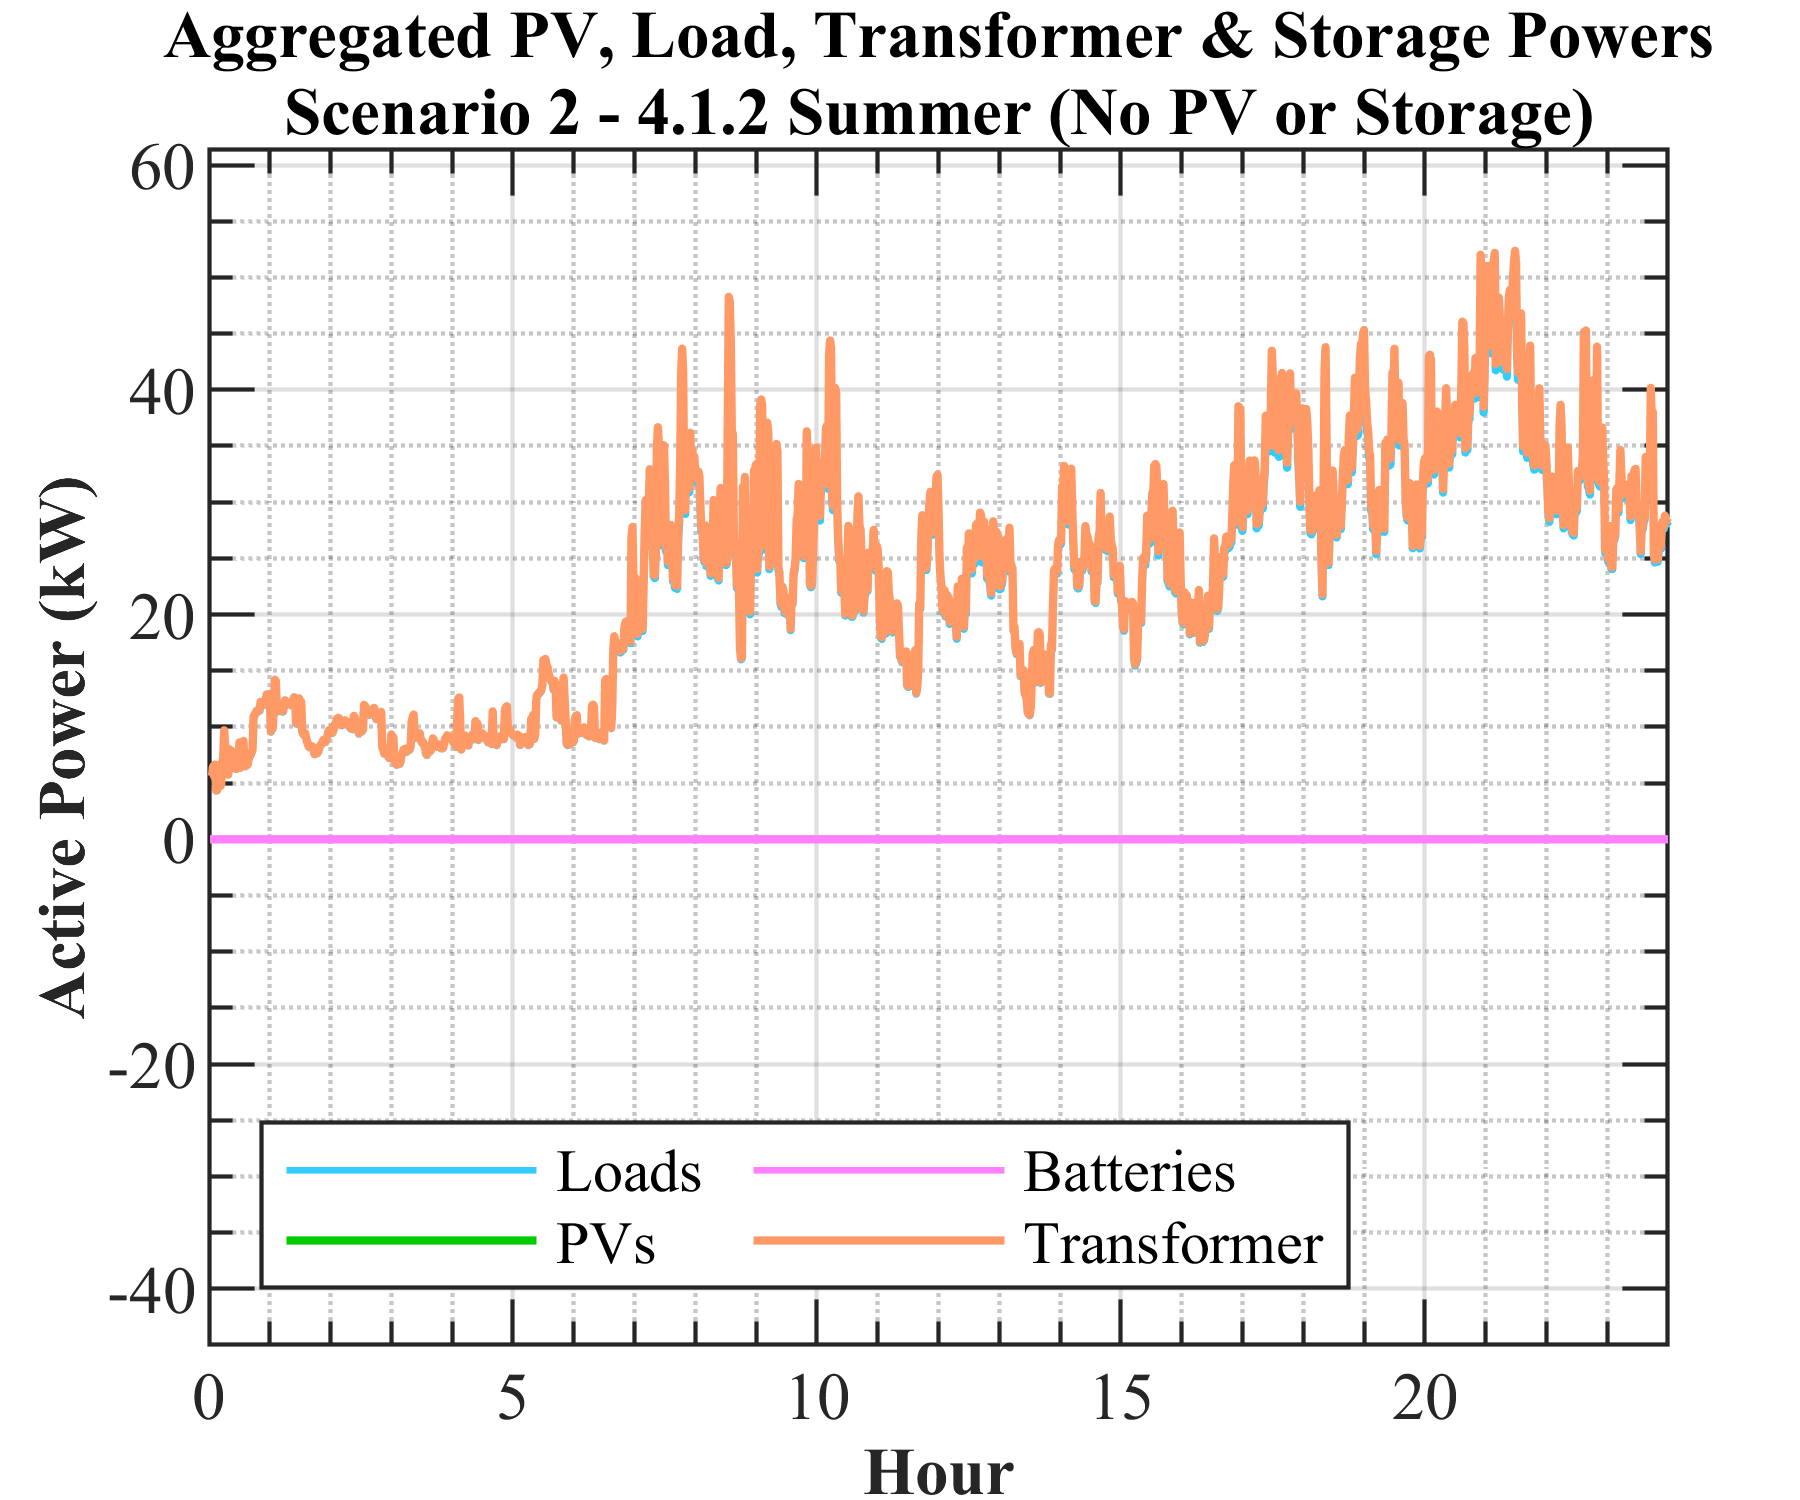 Aggregated PV, Load, Transformer & Storage Powers
Scenario 2 - 4.1.2 Summer (No PV or Storage)
Active Power (kW)
60
40
20
0
-20
-40
Loads Batteries
PVs Transformer
0 5 10 15 20
Hour